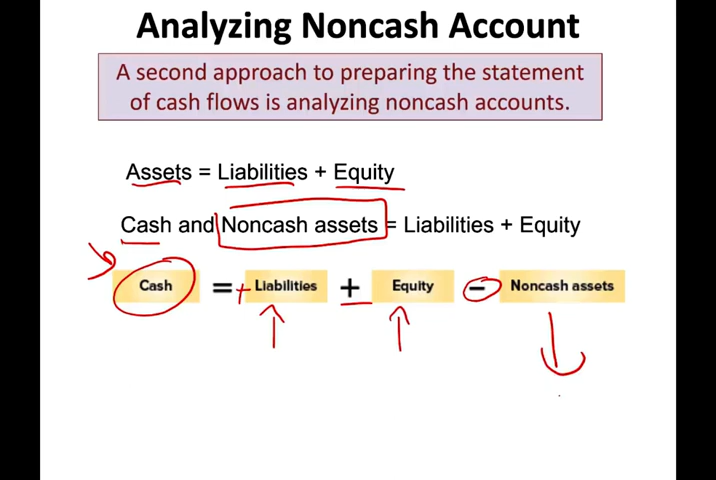 Analyzing Noncash Account
A second approach to preparing the statement
of cash flows is analyzing noncash accounts.
Assets = Liabilities + Equity
Cash and Noncash assets = Liabilities + Equity
Cash = + Liabilities + Equity − Noncash assets